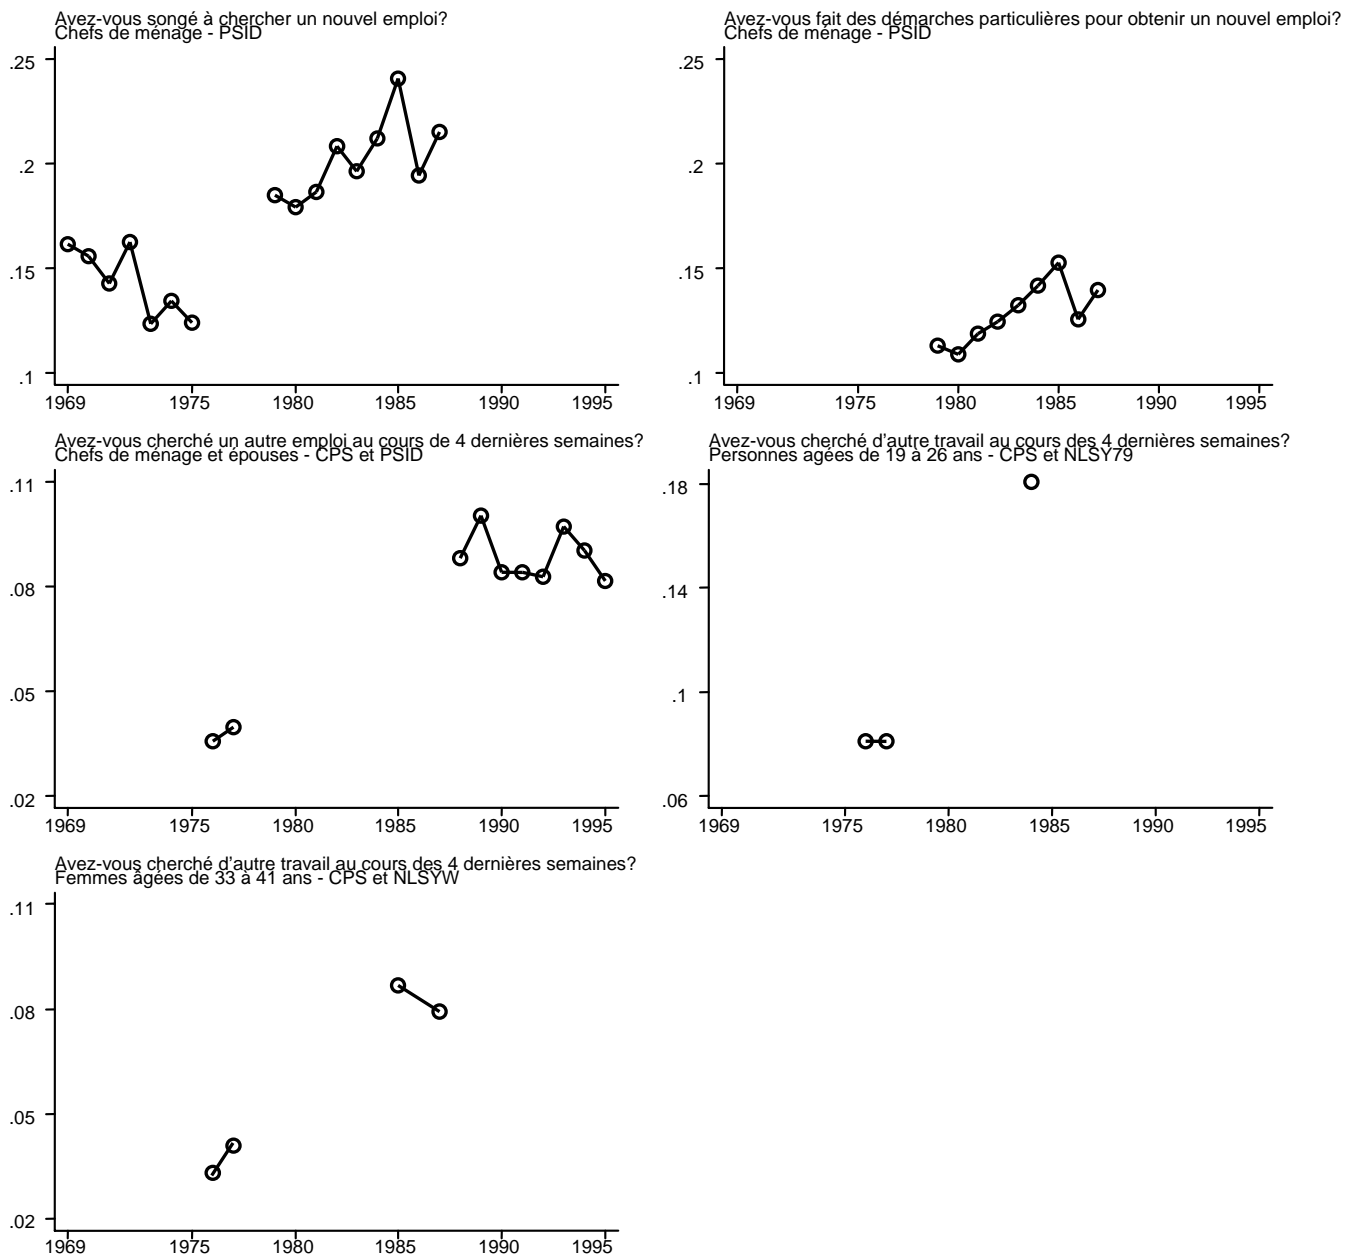 Avez-vous songé à chercher un nouvel emploi?
Chefs de ménage - PSID
.25
.2
.15
.1
1969 1975 1980 1985 1990 1995
Avez-vous fait des démarches particulières pour obtenir un nouvel emploi?
Chefs de ménage - PSID
.25
.2
.15
.1
1969 1975 1980 1985 1990 1995
Avez-vous cherché un autre emploi au cours de 4 dernières semaines?
Chefs de ménage et épouses - CPS et PSID
.11
.08
.05
.02
1969 1975 1980 1985 1990 1995
Avez-vous cherché d'autre travail au cours des 4 dernières semaines?
Personnes agées de 19 à 26 ans - CPS et NLSY79
.18
.14
.1
.06
1969 1975 1980 1985 1990 1995
Avez-vous cherché d'autre travail au cours des 4 dernières semaines?
Femmes âgées de 33 à 41 ans - CPS et NLSYW
.11
.08
.05
.02
1969 1975 1980 1985 1990 1995